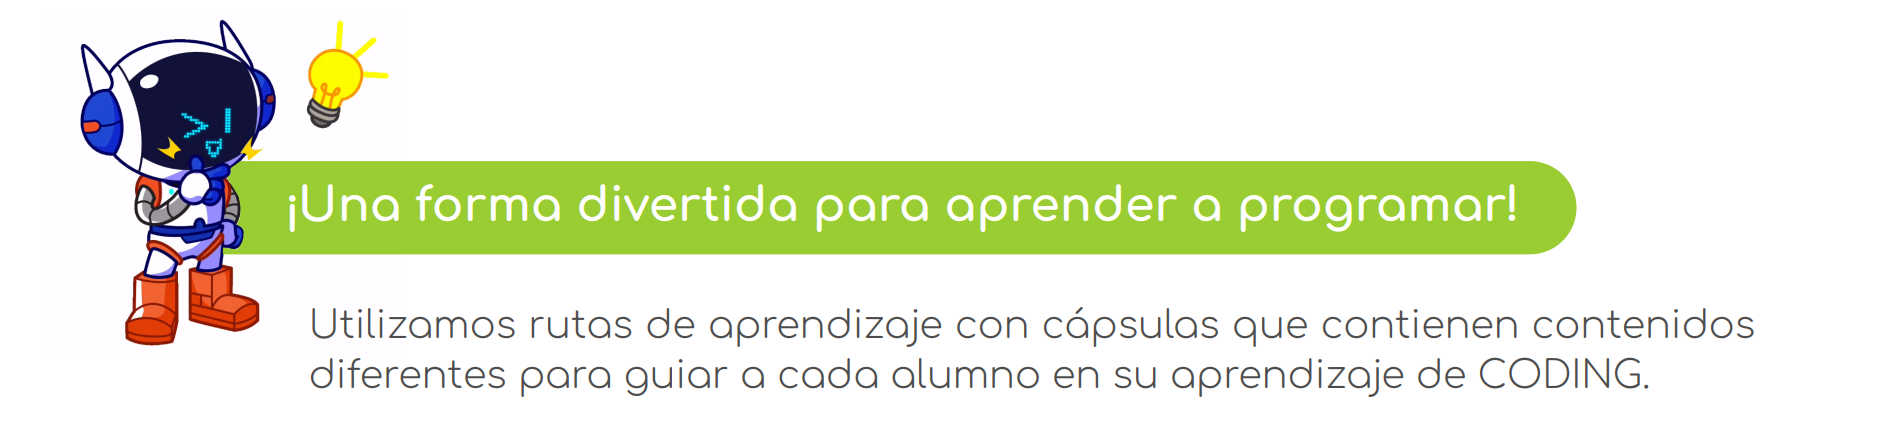 ¡Una forma divertida para aprender a programar!
Utilizamos rutas de aprendizaje con cápsulas que contienen contenidos
diferentes para guiar a cada alumno en su aprendizaje de CODING.